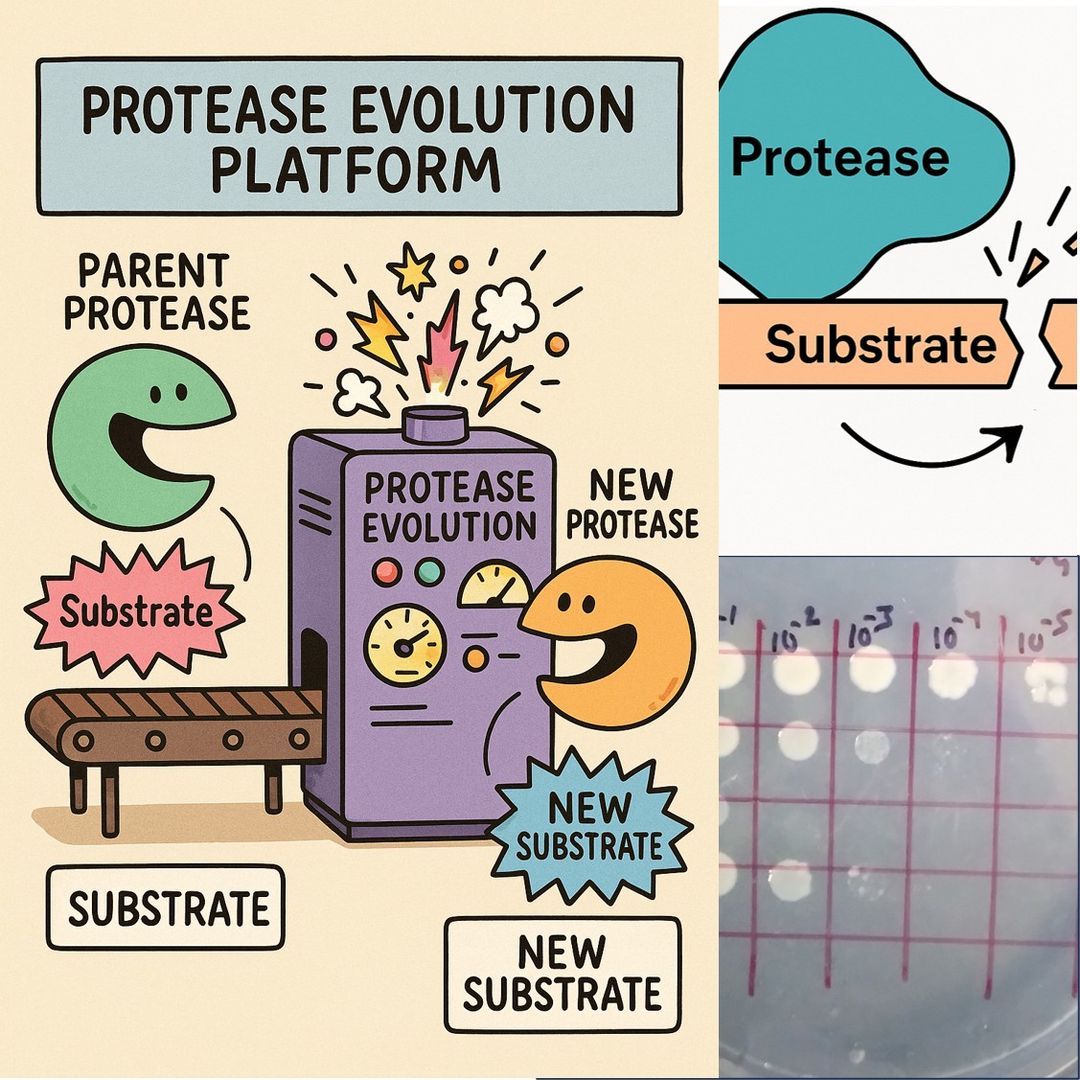 PROTEASE EVOLUTION
PLATFORM
PARENT
PROTEASE
Substrate
PROTEASE
EVOLUTION
NEW
PROTEASE
NEW
SUBSTRATE
SUBSTRATE
NEW
SUBSTRATE
Protease
Substrate
-1 10^-2 10^-3 10^-4 10^-5